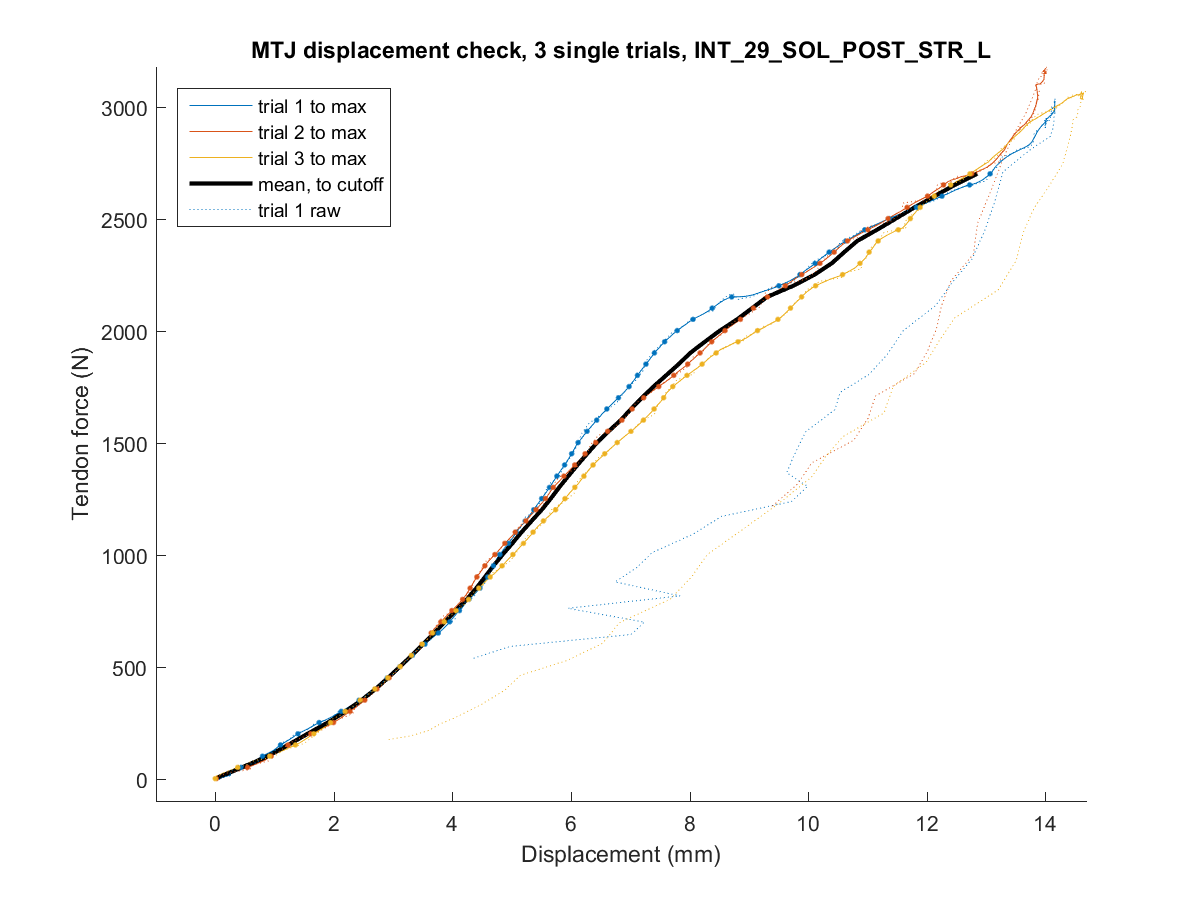 MTJ displacement check, 3 single trials, INT_29_SOL_POST_STR_L
trial 1 to max
trial 2 to max
trial 3 to max
mean, to cutoff
trial 1 raw
Tendon force (N)
3000
2500
2000
1500
1000
500
0
0 2 4 6 8 10 12 14
Displacement (mm)